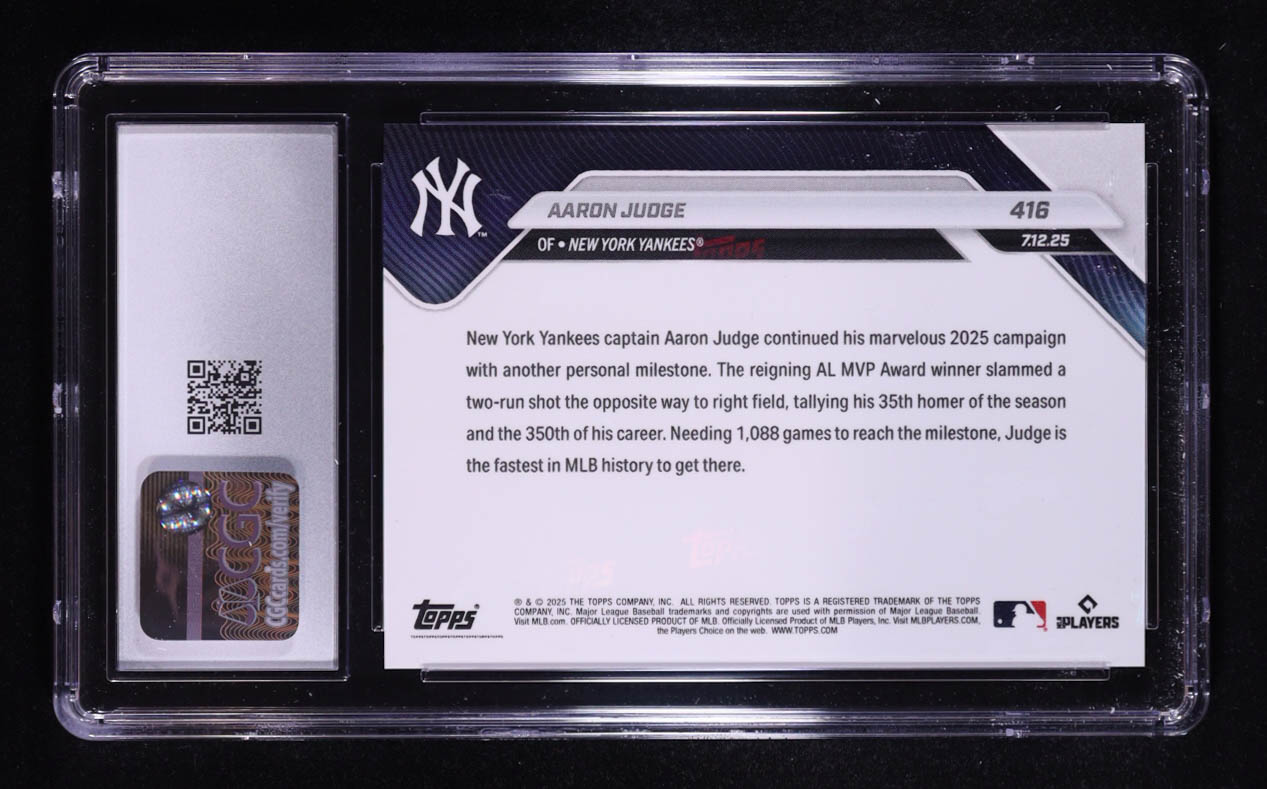 NY
™
AARON JUDGE
416
OF • NEW YORK YANKEES®
7.12.25
topps
New York Yankees captain Aaron Judge continued his marvelous 2025 campaign
with another personal milestone. The reigning AL MVP Award winner slammed a
two-run shot the opposite way to right field, tallying his 35th homer of the season
and the 350th of his career. Needing 1,088 games to reach the milestone, Judge is
the fastest in MLB history to get there.
topps
CGC
CGCcards.com/verify
topps®
® & © 2025 THE TOPPS COMPANY, INC. ALL RIGHTS RESERVED. TOPPS IS A REGISTERED TRADEMARK OF THE TOPPS
COMPANY, INC. Major League Baseball trademarks and copyrights are used with permission of Major League Baseball.
Visit MLB.com. OFFICIALLY LICENSED PRODUCT OF MLB. Officially Licensed Product of MLB Players, Inc. Visit MLBPLAYERS.COM,
the Players Choice on the web. WWW.TOPPS.COM
MLB PLAYERS